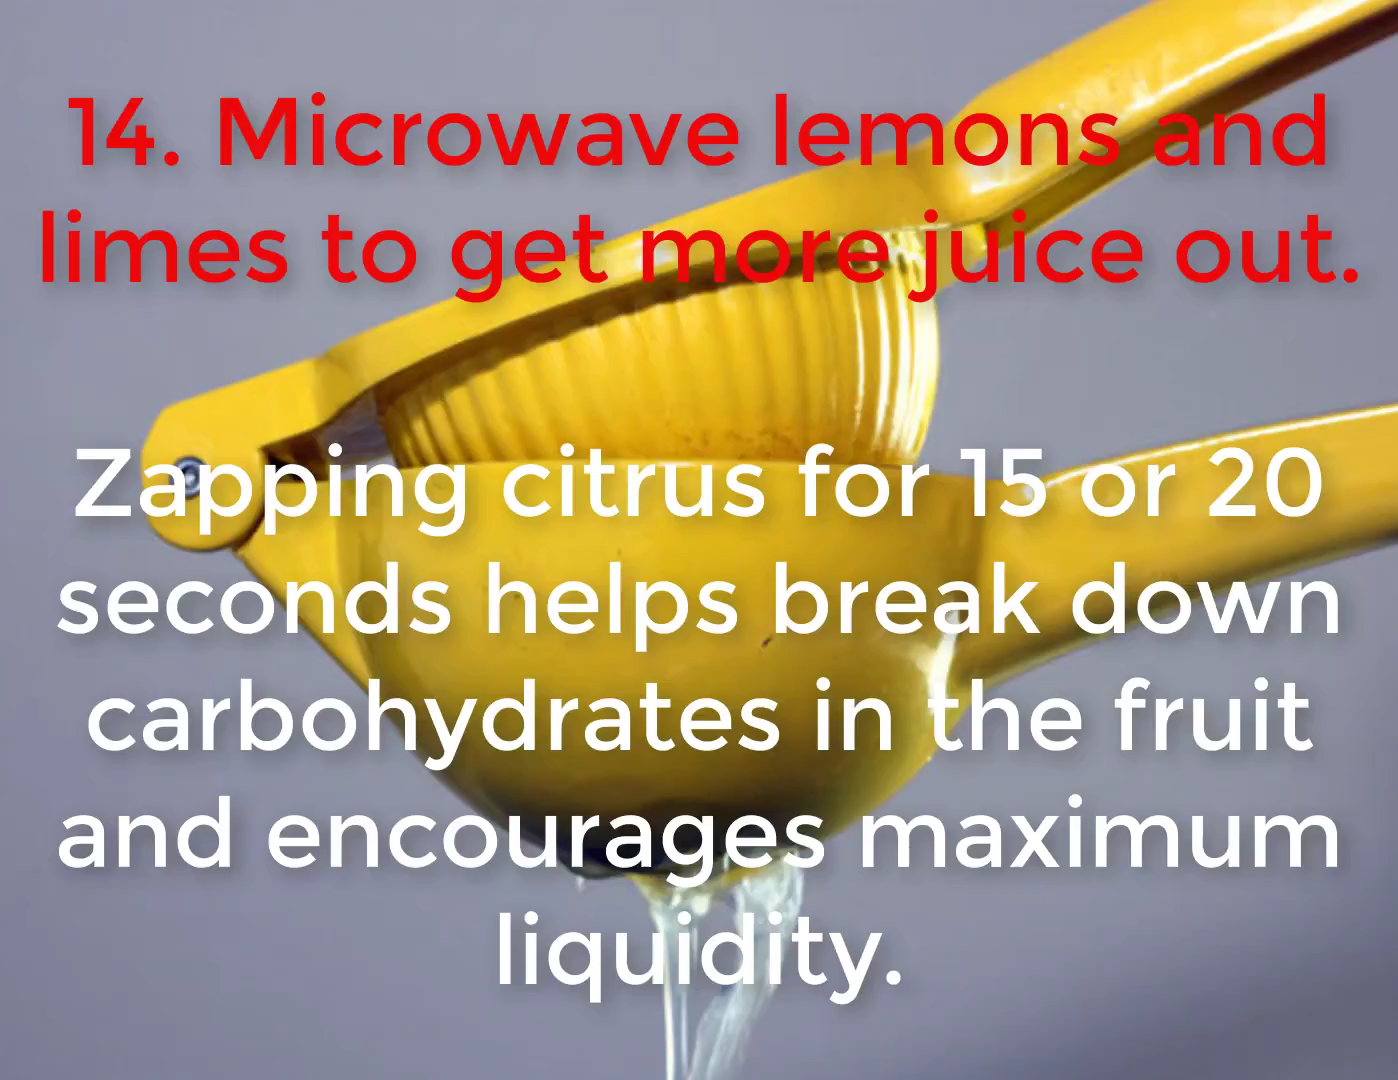 14. Microwave lemons and
limes to get more juice out.
Zapping citrus for 15 or 20
seconds helps break down
carbohydrates in the fruit
and encourages maximum
liquidity.